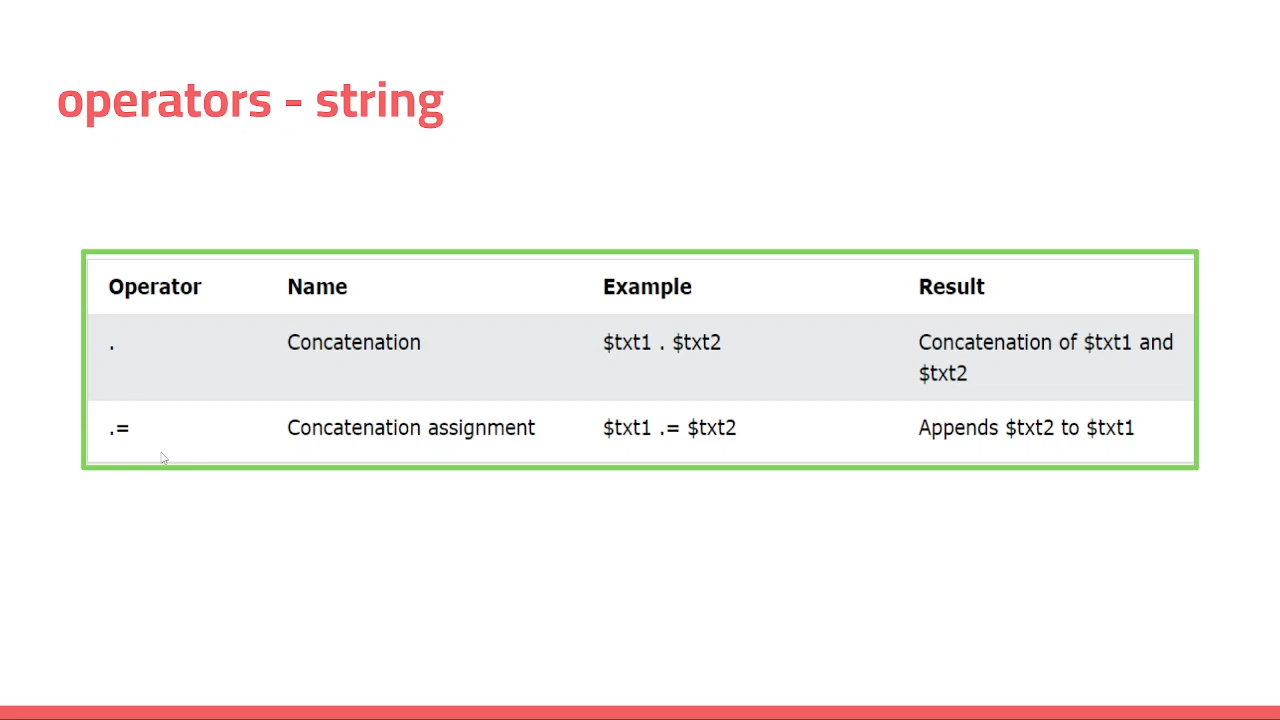 operators - string
Operator Name Example Result
. Concatenation $txt1 . $txt2 Concatenation of $txt1 and
$txt2
.= Concatenation assignment $txt1 .= $txt2 Appends $txt2 to $txt1